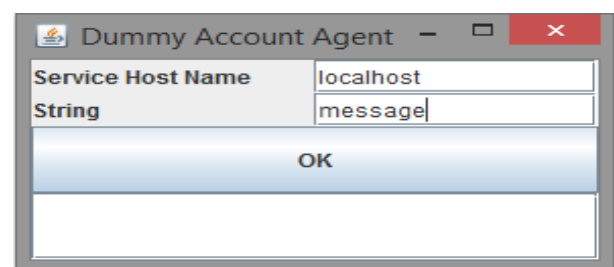 Dummy Account Agent
Service Host Name localhost
String message
OK